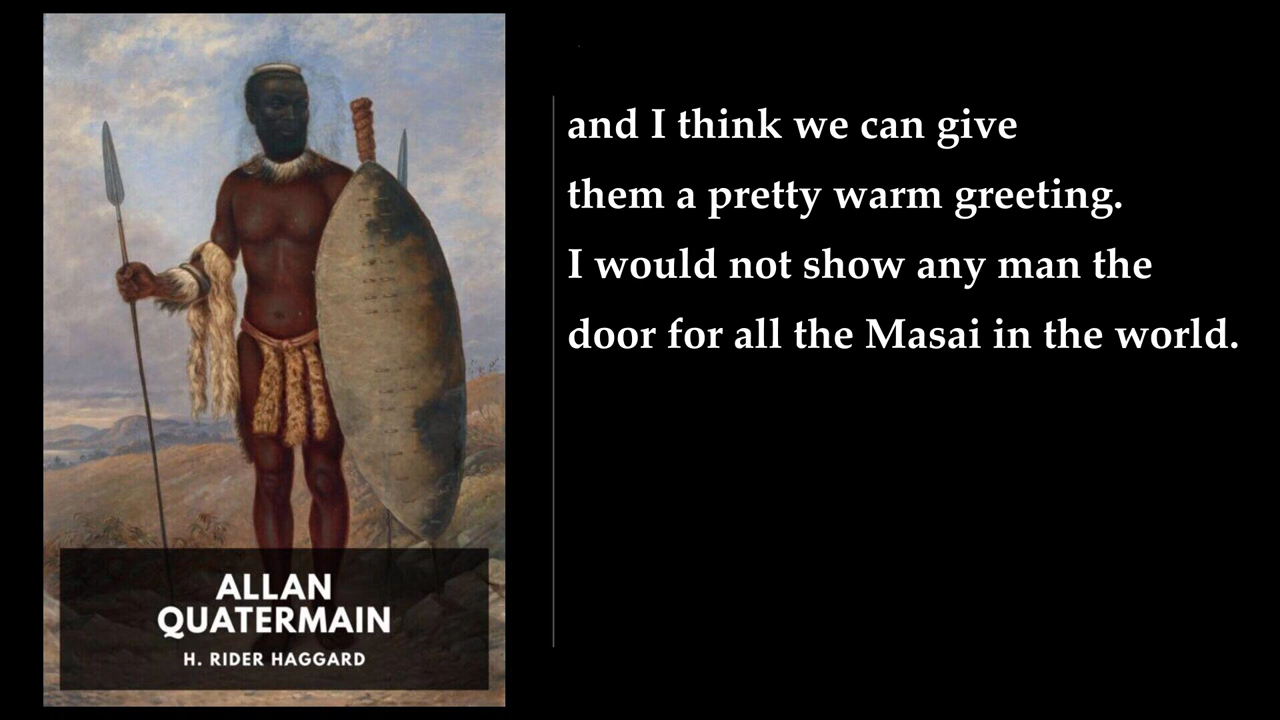 ALLAN
QUATERMAIN
H. RIDER HAGGARD
and I think we can give
them a pretty warm greeting.
I would not show any man the
door for all the Masai in the world.